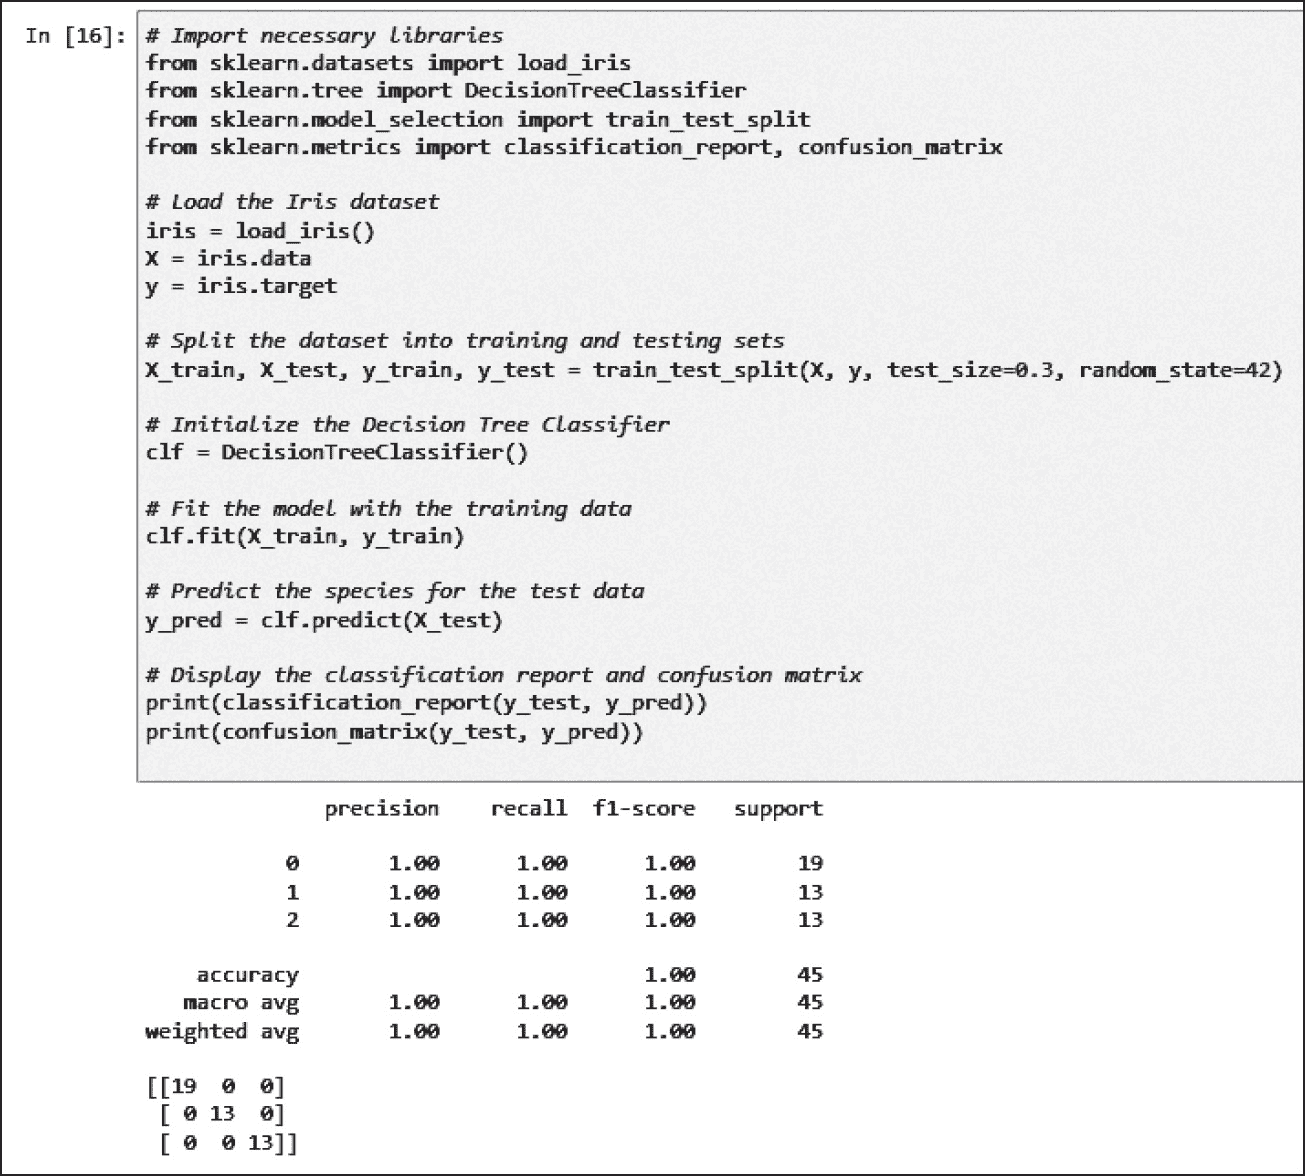 In [16]: # Import necessary libraries
from sklearn.datasets import load_iris
from sklearn.tree import DecisionTreeClassifier
from sklearn.model_selection import train_test_split
from sklearn.metrics import classification_report, confusion_matrix
# Load the Iris dataset
iris = load_iris()
X = iris.data
y = iris.target
# Split the dataset into training and testing sets
X_train, X_test, y_train, y_test = train_test_split(X, y, test_size=0.3, random_state=42)
# Initialize the Decision Tree Classifier
clf = DecisionTreeClassifier()
# Fit the model with the training data
clf.fit(X_train, y_train)
# Predict the species for the test data
y_pred = clf.predict(X_test)
# Display the classification report and confusion matrix
print(classification_report(y_test, y_pred))
print(confusion_matrix(y_test, y_pred))
precision recall f1-score support
0 1.00 1.00 1.00 19
1 1.00 1.00 1.00 13
2 1.00 1.00 1.00 13
accuracy 1.00 45
macro avg 1.00 1.00 1.00 45
weighted avg 1.00 1.00 1.00 45
[[19 0 0]
[ 0 13 0]
[ 0 0 13]]